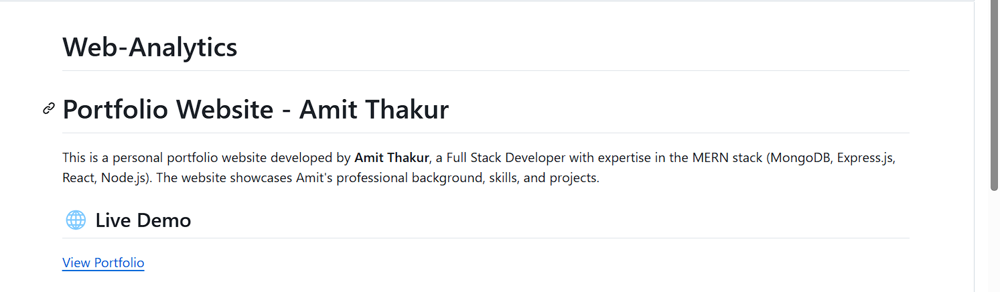 Web-Analytics
Portfolio Website - Amit Thakur
This is a personal portfolio website developed by Amit Thakur, a Full Stack Developer with expertise in the MERN stack (MongoDB, Express.js,
React, Node.js). The website showcases Amit's professional background, skills, and projects.
Live Demo
View Portfolio